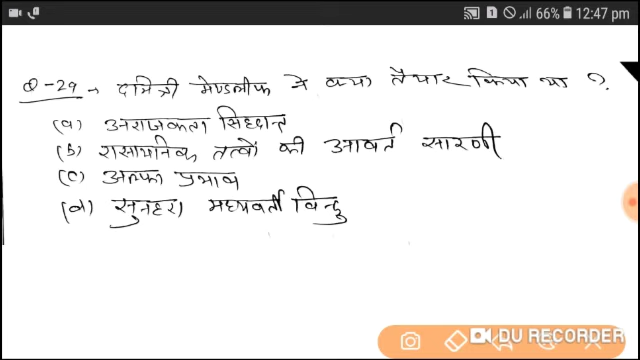 66% 12:47 pm
Q-29 → दमित्री मेण्डलीफ ने क्या तैयार किया था ?
(a) अराजकता सिद्धान्त
(b) रासायनिक तत्वों की आवर्त सारणी
(c) अल्फा प्रभाव
(d) सुनहरा मध्यवर्ती बिन्दु
DU RECORDER